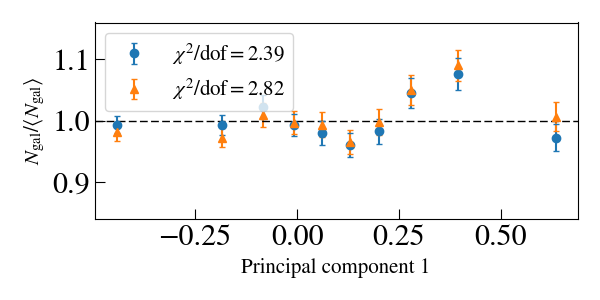 χ²/dof = 2.39
χ²/dof = 2.82
N_gal/⟨N_gal⟩
1.1
1.0
0.9
−0.25 0.00 0.25 0.50
Principal component 1